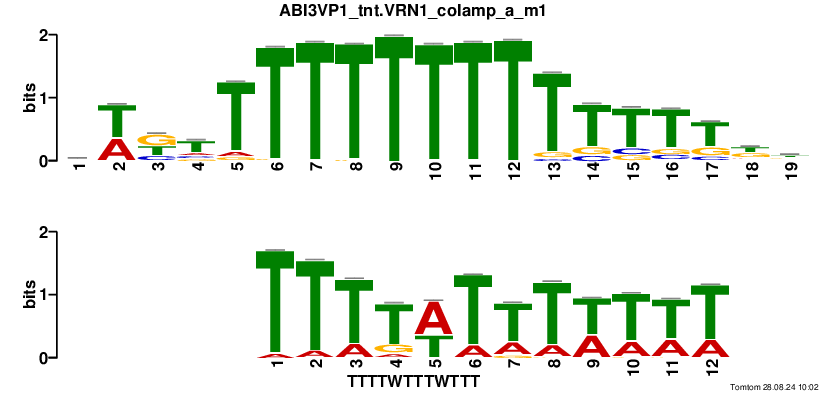 ABI3VP1_tnt.VRN1_colamp_a_m1
2
1
0
bits
1 2 3 4 5 6 7 8 9 10 11 12 13 14 15 16 17 18 19
2
1
0
bits
1 2 3 4 5 6 7 8 9 10 11 12
TTTTWTTTWTTT
Tomtom 28.08.24 10:02